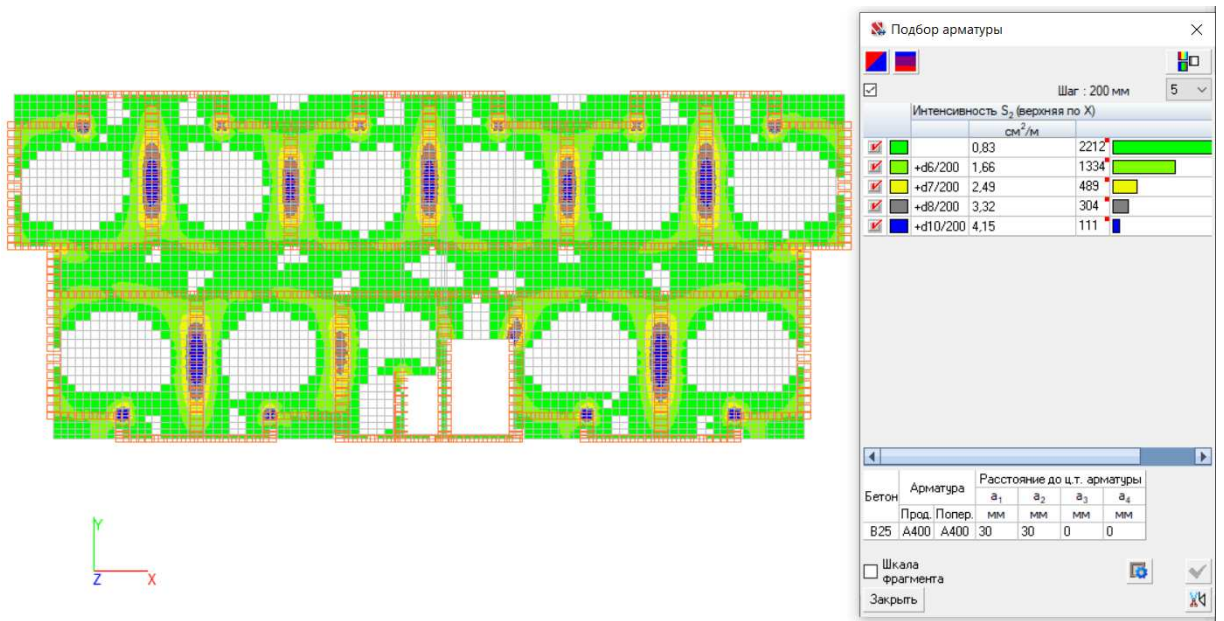 Подбор арматуры
Шаг : 200 мм 5
Интенсивность S₂ (верхняя по X)
см²/м
0,83 2212
+d6/200 1,66 1334
+d7/200 2,49 489
+d8/200 3,32 304
+d10/200 4,15 111
Бетон Арматура Расстояние до ц.т. арматуры
a₁ a₂ a₃ a₄
Прод. Попер. мм мм мм мм
B25 A400 A400 30 30 0 0
Шкала
фрагмента
Закрыть
Y
Z X